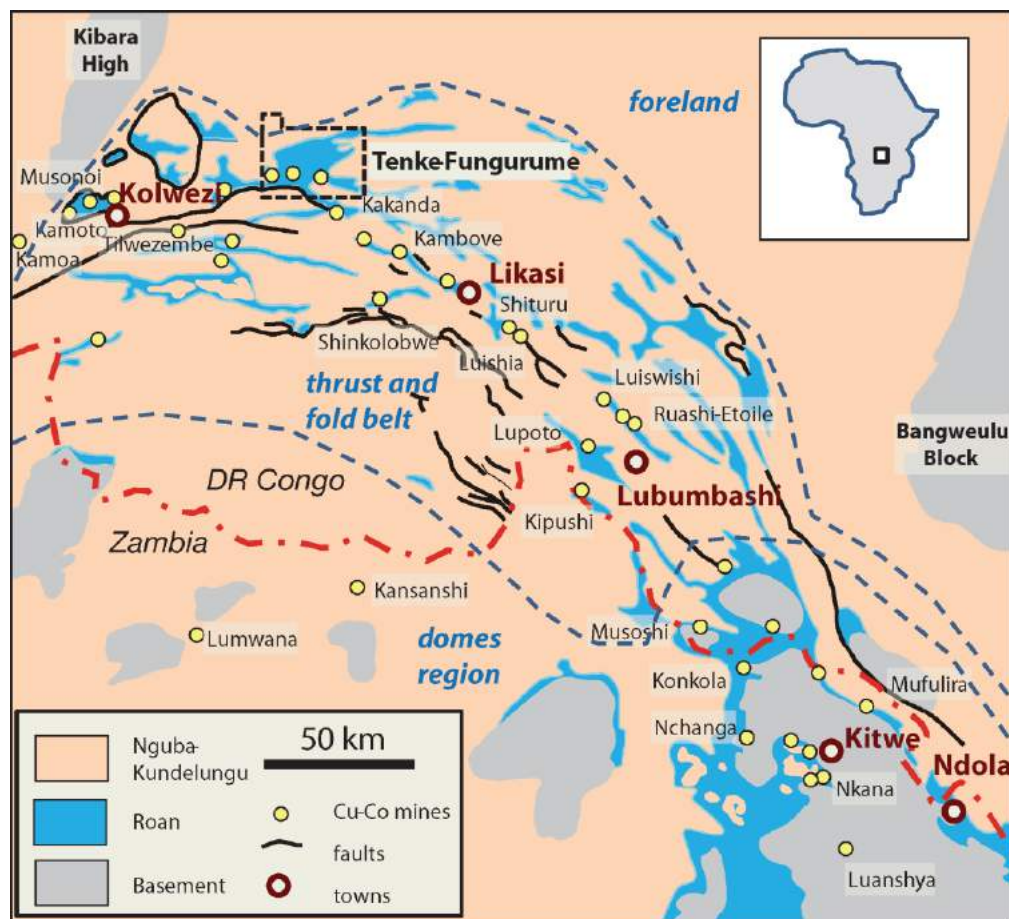 Kibara
High
foreland
Tenke-Fungurume
Musonoi
Kolwezi
Kakanda
Kamoto
Tilwezembe
Kambove
Kamoa
Likasi
Shituru
Shinkolobwe
Luishia
thrust and
fold belt
Luiswishi
Ruashi-Etoile
Lupoto
Bangweulu
Block
DR Congo
Lubumbashi
Kipushi
Zambia
Kansanshi
Lumwana
Musoshi
domes
region
Konkola
Mufulira
Nchanga
Kitwe
Ndola
Nkana
Luanshya
Nguba-
Kundelungu
50 km
Roan
Cu-Co mines
faults
Basement
towns